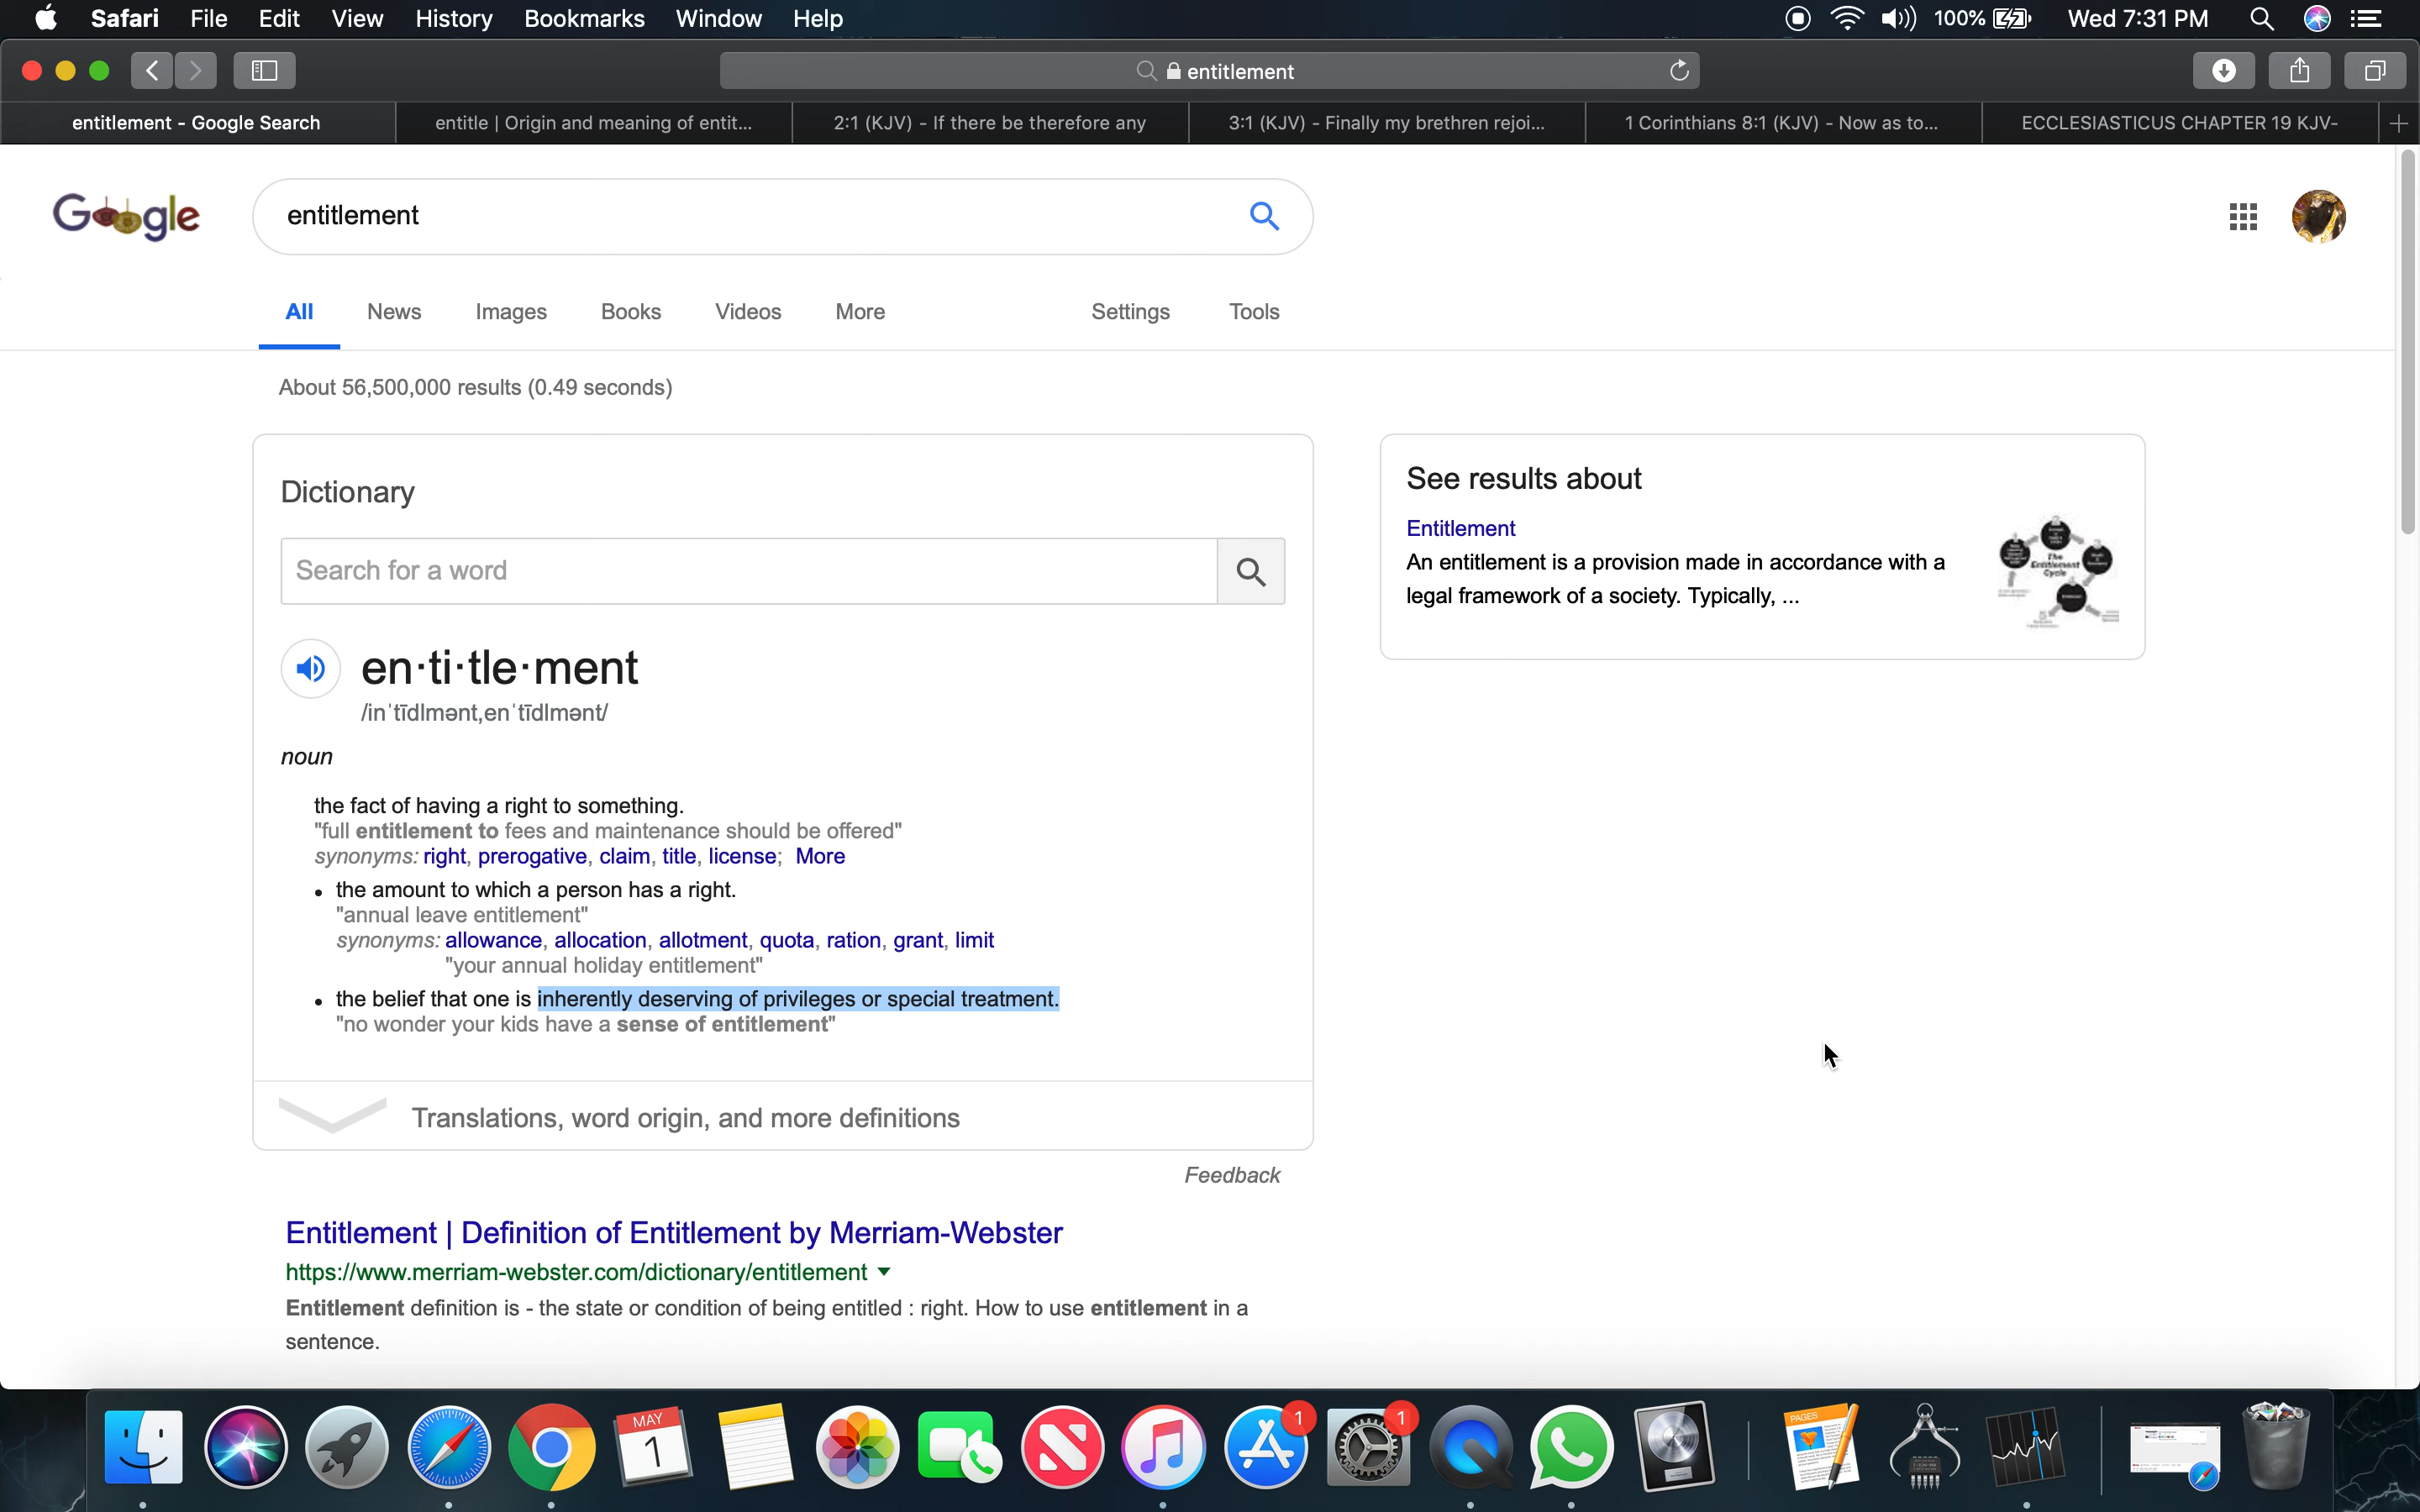 Safari File Edit View History Bookmarks Window Help 100% Wed 7:31 PM
entitlement
entitlement - Google Search
entitle | Origin and meaning of entit...
2:1 (KJV) - If there be therefore any
3:1 (KJV) - Finally my brethren rejoi...
1 Corinthians 8:1 (KJV) - Now as to...
ECCLESIASTICUS CHAPTER 19 KJV-
Google
entitlement
All News Images Books Videos More Settings Tools
About 56,500,000 results (0.49 seconds)
Dictionary
Search for a word
en·ti·tle·ment
/inˈtīdlmənt,enˈtīdlmənt/
noun
the fact of having a right to something.
"full entitlement to fees and maintenance should be offered"
synonyms: right, prerogative, claim, title, license; More
• the amount to which a person has a right.
"annual leave entitlement"
synonyms: allowance, allocation, allotment, quota, ration, grant, limit
"your annual holiday entitlement"
• the belief that one is inherently deserving of privileges or special treatment.
"no wonder your kids have a sense of entitlement"
Translations, word origin, and more definitions
Feedback
See results about
Entitlement
An entitlement is a provision made in accordance with a
legal framework of a society. Typically, ...
The
Entitlement
Cycle
Entitlement | Definition of Entitlement by Merriam-Webster
https://www.merriam-webster.com/dictionary/entitlement
Entitlement definition is - the state or condition of being entitled : right. How to use entitlement in a
sentence.
MAY
1
1
1
PAGES